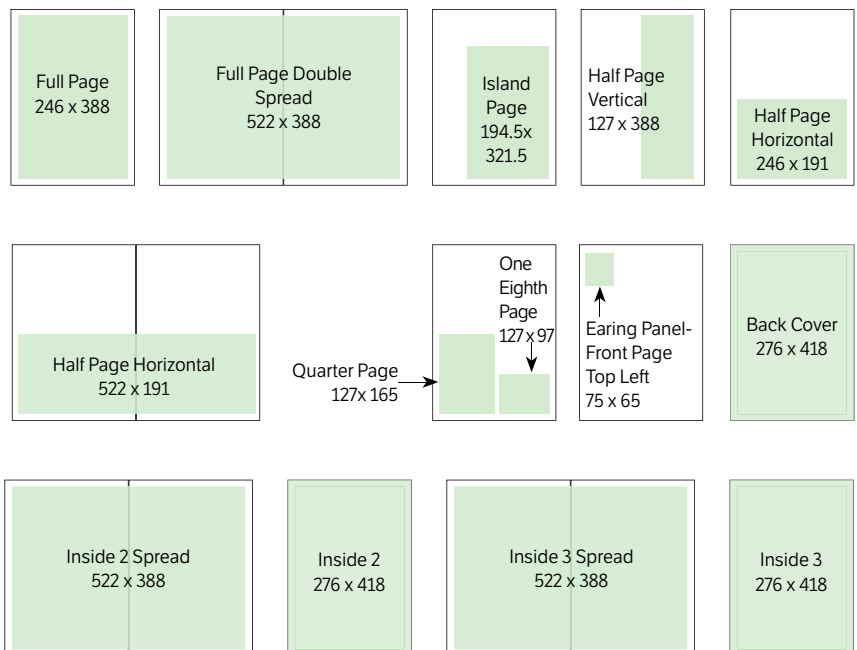 Full Page
246 x 388
Full Page Double
Spread
522 x 388
Island
Page
194.5x
321.5
Half Page
Vertical
127 x 388
Half Page
Horizontal
246 x 191
Half Page Horizontal
522 x 191
Quarter Page
127x 165
One
Eighth
Page
127 x 97
Earing Panel-
Front Page
Top Left
75 x 65
Back Cover
276 x 418
Inside 2 Spread
522 x 388
Inside 2
276 x 418
Inside 3 Spread
522 x 388
Inside 3
276 x 418